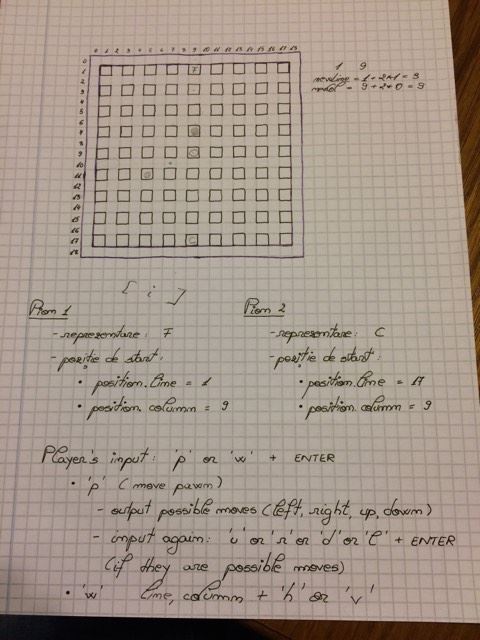 0 1 2 3 4 5 6 7 8 9 10 11 12 13 14 15 16 17 18
0
1
2
3
4
5
6
7
8
9
10
11
12
13
14
15
16
17
18
F
C
1 9
newline = 1 + 2*1 = 3
= 9 + 2*0 = 9
[ i ]
Pion 1
Pion 2
- reprezentare: F
- reprezentare: C
- poziție de start:
- poziție de start:
• position.line = 1
• position.line = 17
• position.column = 9
• position.column = 9
Player's input: 'p' or 'w' + ENTER
• 'p' (move pawn)
- output possible moves (left, right, up, down)
- input again: 'u' or 'r' or 'd' or 'l' + ENTER
(if they are possible moves)
• 'w' line, column + 'h' or 'v'